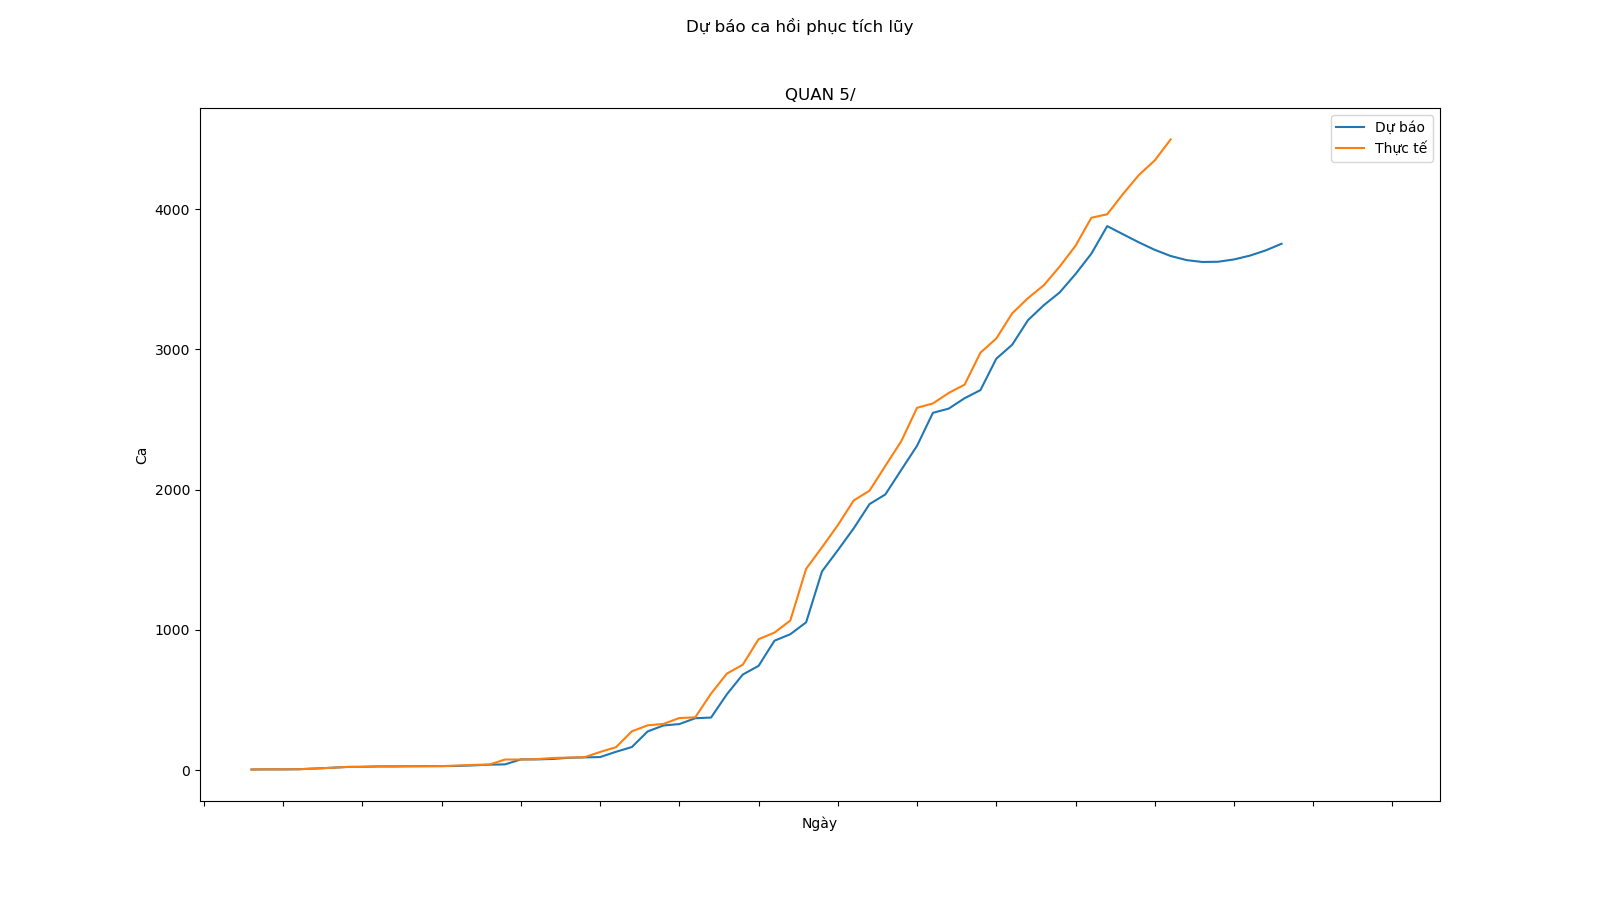 Dự báo ca hồi phục tích lũy
QUAN 5/
Dự báo
Thực tế
4000
3000
2000
1000
0
Ca
Ngày